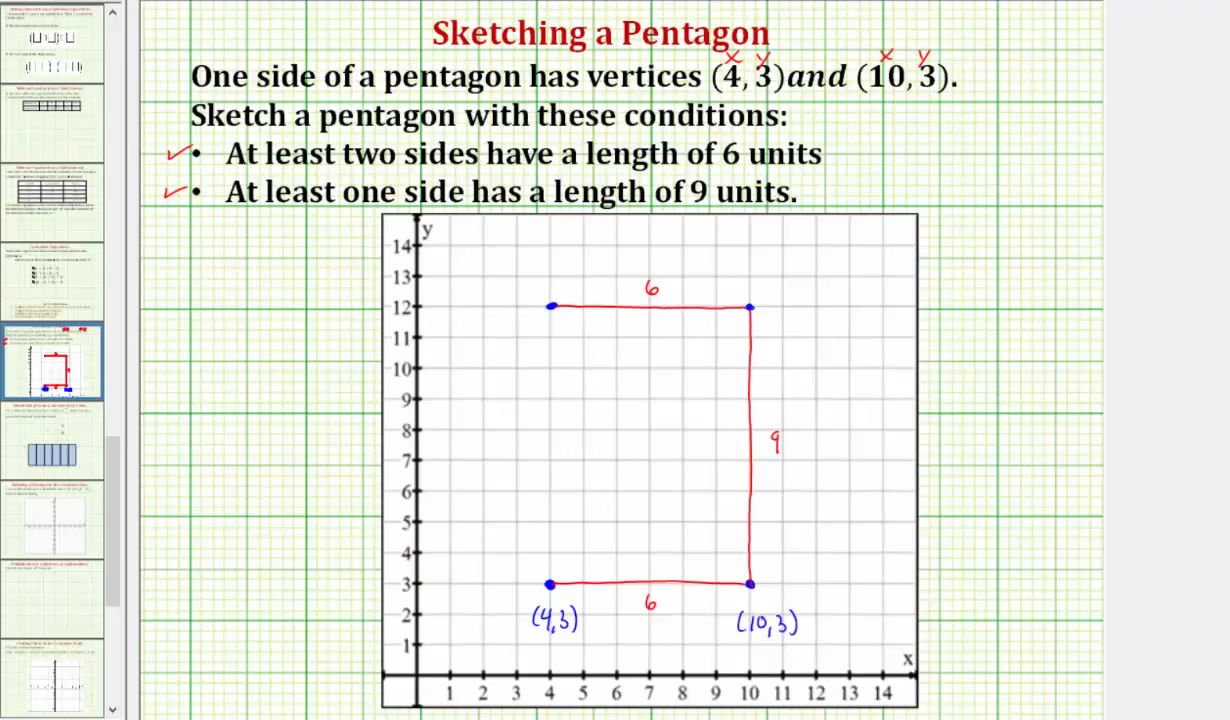 Sketching a Pentagon
x y x y
One side of a pentagon has vertices (4, 3) and (10, 3).
Sketch a pentagon with these conditions:
✓• At least two sides have a length of 6 units
✓• At least one side has a length of 9 units.
y
14
13
6
12
11
10
9
8
9
7
6
5
4
3
6
2
(4,3) (10,3)
1
x
1 2 3 4 5 6 7 8 9 10 11 12 13 14